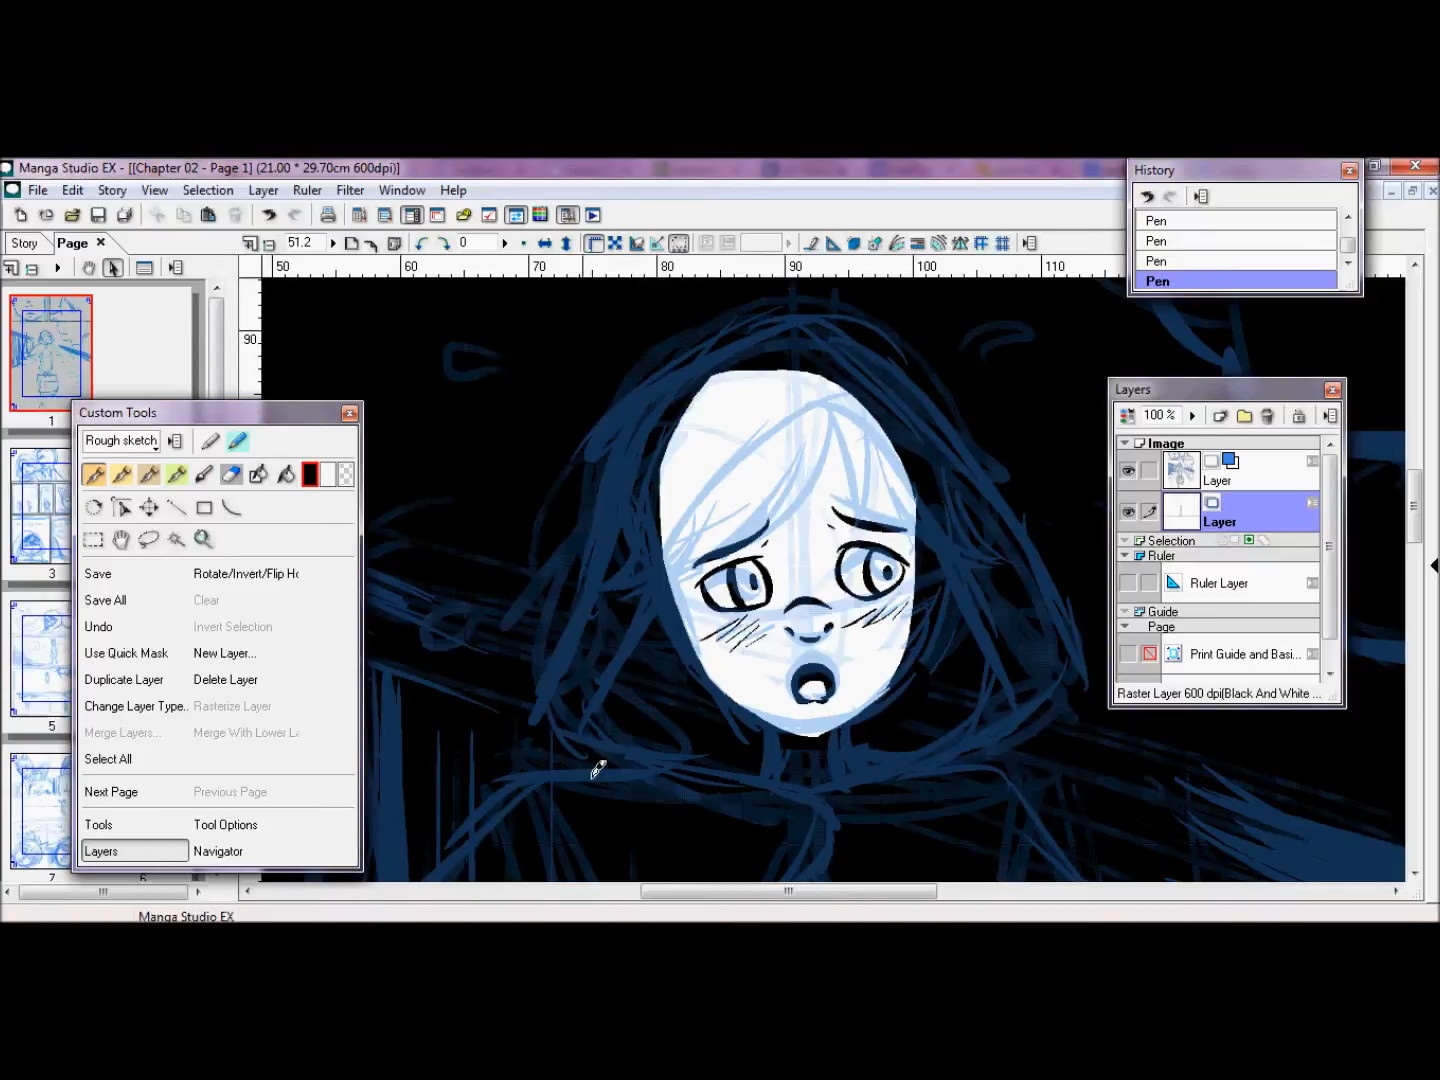 Manga Studio EX - [[Chapter 02 - Page 1] (21.00 * 29.70cm 600dpi)]
File Edit Story View Selection Layer Ruler Filter Window Help
History
Pen
Pen
Pen
Pen
Story Page
51.2 0
50 60 70 80 90 100 110
90
1
3
5
7 6
Custom Tools
Rough sketch
Save Rotate/Invert/Flip Ho
Save All Clear
Undo Invert Selection
Use Quick Mask New Layer...
Duplicate Layer Delete Layer
Change Layer Type.. Rasterize Layer
Merge Layers... Merge With Lower La
Select All
Next Page Previous Page
Tools Tool Options
Layers Navigator
Layers
100 %
Image
Layer
Layer
Selection
Ruler
Ruler Layer
Guide
Page
Print Guide and Basi...
Raster Layer 600 dpi(Black And White ...
Manga Studio EX